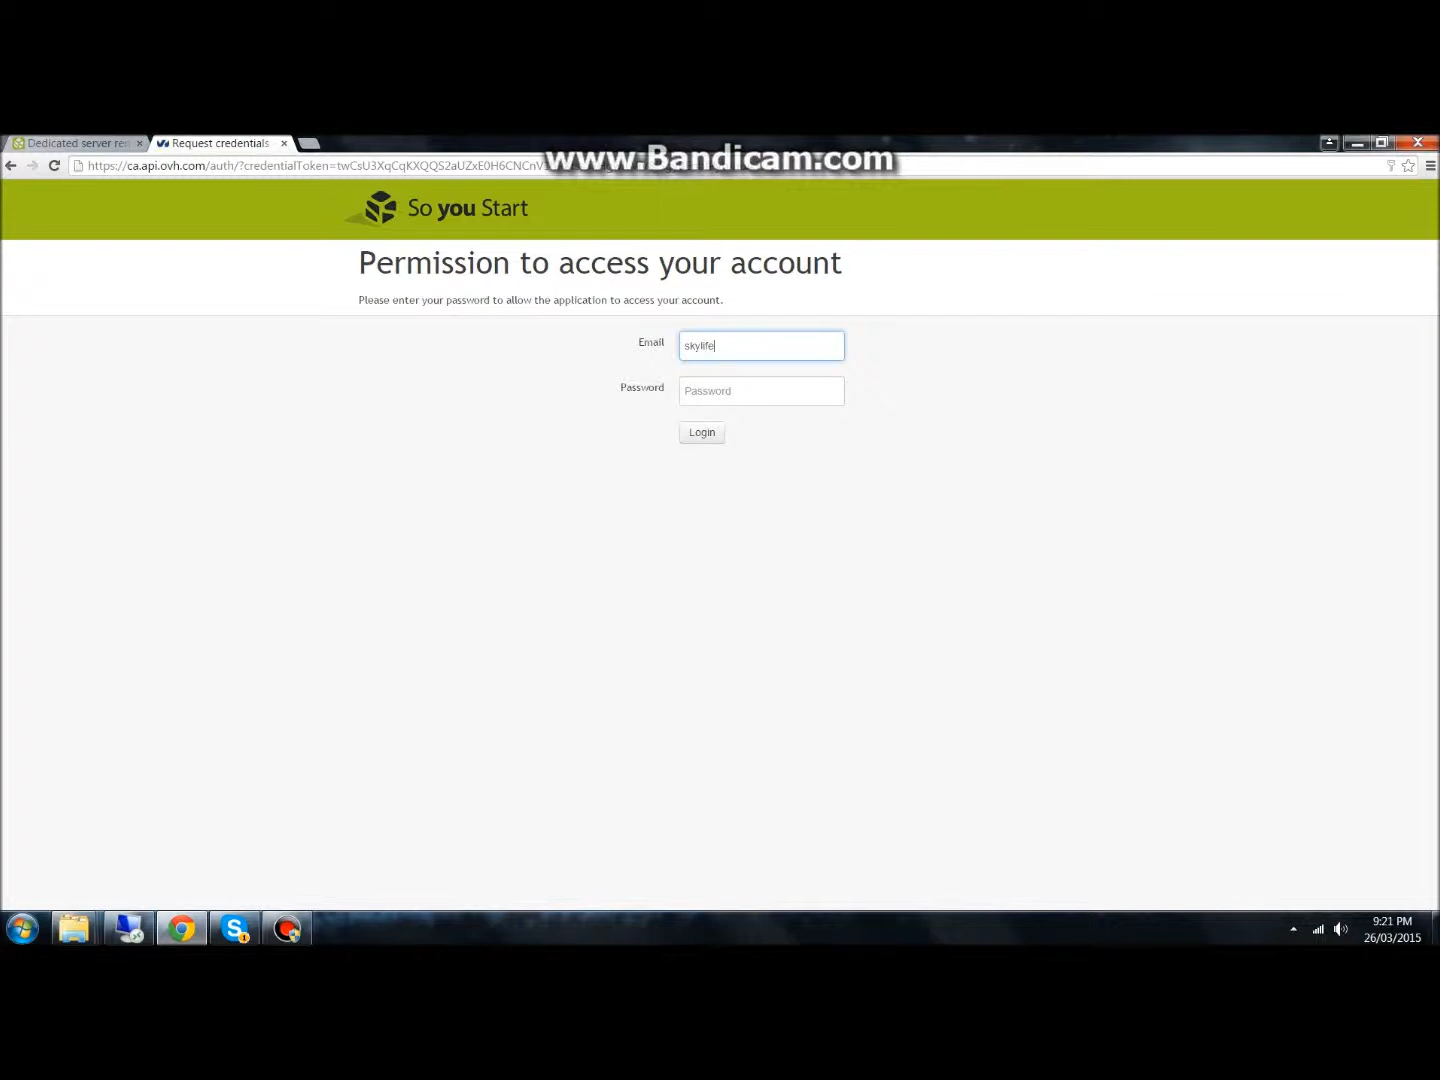 Dedicated server re
Request credentials
www.Bandicam.com
https://ca.api.ovh.com/auth/?credentialToken=twCsU3XqCqKXQQS2aUZxE0H6CNCnV
So you Start
Permission to access your account
Please enter your password to allow the application to access your account.
Email
skylife
Password
Password
Login
9:21 PM
26/03/2015